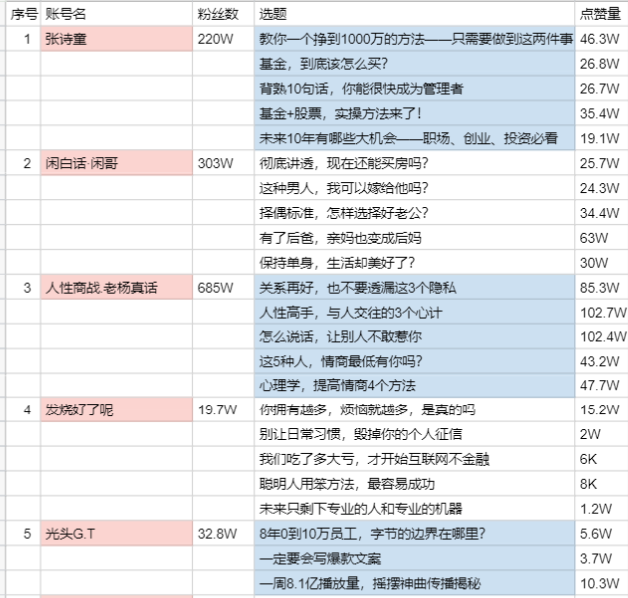 序号 账号名 粉丝数 选题 点赞量
1 张诗童 220W 教你一个挣到1000万的方法——只需要做到这两件事 46.3W
基金，到底该怎么买？ 26.8W
背熟10句话，你能很快成为管理者 26.7W
基金+股票，实操方法来了！ 35.4W
未来10年有哪些大机会——职场、创业、投资必看 19.1W
2 闲白话·闲哥 303W 彻底讲透，现在还能买房吗？ 25.7W
这种男人，我可以嫁给他吗？ 24.3W
择偶标准，怎样选择好老公？ 34.4W
有了后爸，亲妈也变成后妈 63W
保持单身，生活却美好了？ 30W
3 人性商战.老杨真话 685W 关系再好，也不要透漏这3个隐私 85.3W
人性高手，与人交往的3个心计 102.7W
怎么说话，让别人不敢惹你 102.4W
这5种人，情商最低有你吗？ 43.2W
心理学，提高情商4个方法 47.7W
4 发烧好了呢 19.7W 你拥有越多，烦恼就越多，是真的吗 15.2W
别让日常习惯，毁掉你的个人征信 2W
我们吃了多大亏，才开始互联网不金融 6K
聪明人用笨方法，最容易成功 8K
未来只剩下专业的人和专业的机器 1.2W
5 光头G.T 32.8W 8年0到10万员工，字节的边界在哪里？ 5.6W
一定要会写爆款文案 3.7W
一周8.1亿播放量，摇摆神曲传播揭秘 10.3W